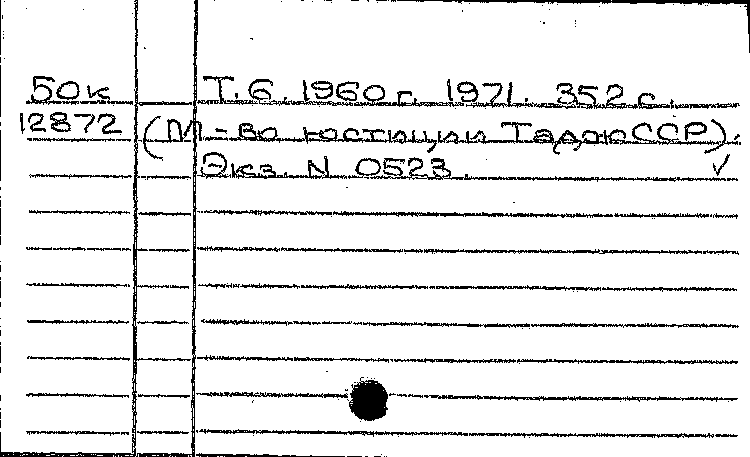 50к Т. 6. 1960 г. 1971. 352 с.
12872 (М-во юстиции ТаджССР).
Экз. N 0523.